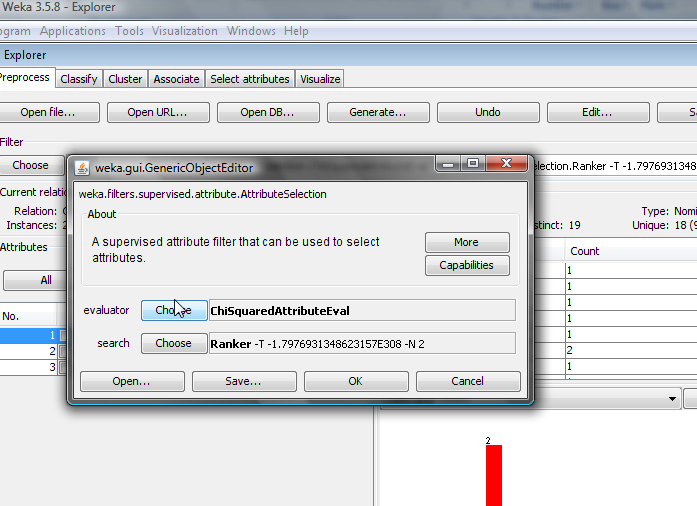 Weka 3.5.8 - Explorer
ogram Applications Tools Visualization Windows Help
Explorer
Preprocess Classify Cluster Associate Select attributes Visualize
Open file... Open URL... Open DB... Generate... Undo Edit... S
Filter
Choose election.Ranker -T -1.7976931348
weka.gui.GenericObjectEditor
weka.filters.supervised.attribute.AttributeSelection
About
A supervised attribute filter that can be used to select
attributes.
More
Capabilities
evaluator Choose ChiSquaredAttributeEval
search Choose Ranker -T -1.7976931348623157E308 -N 2
Open... Save... OK Cancel
Current relatio
Relation: C
Instances: 2
stinct: 19
Type: Nomi
Unique: 18 (9
Attributes
All
No.
1
2
3
Count
1
1
1
1
2
1
1
2